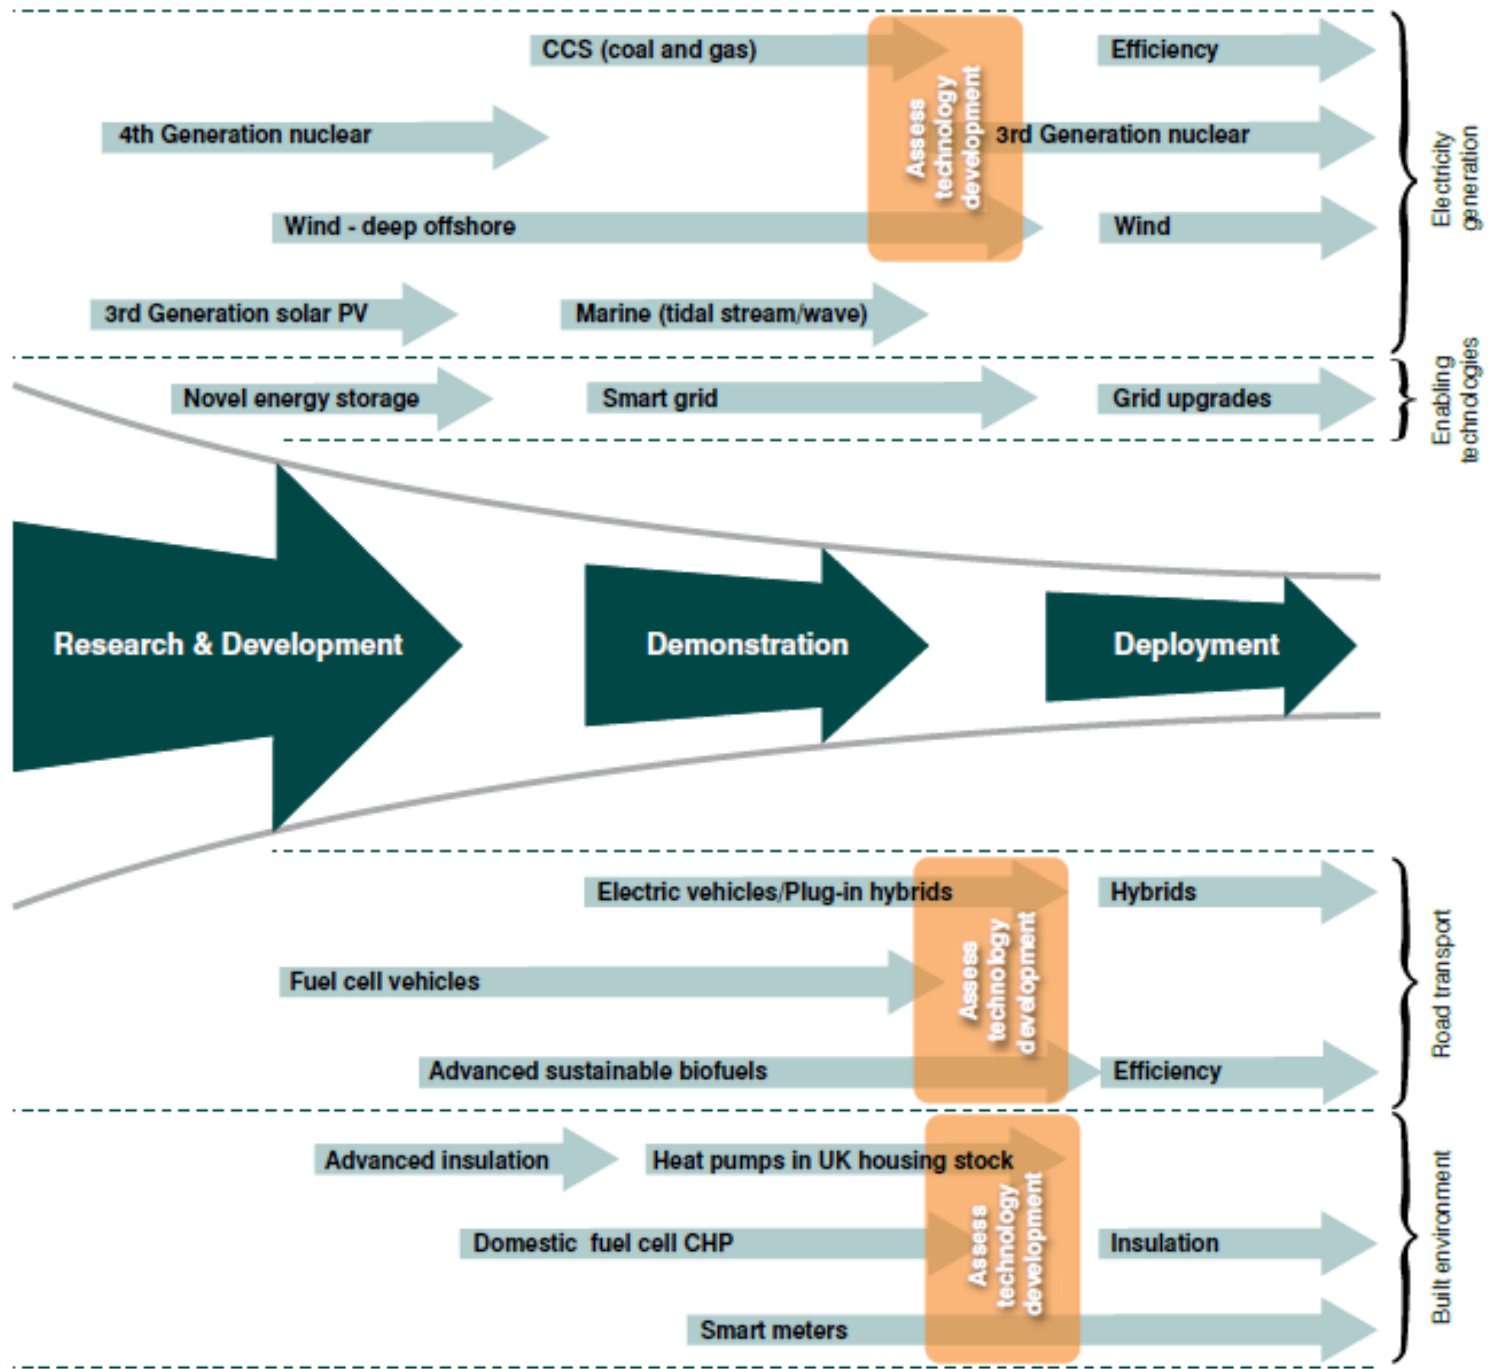 CCS (coal and gas)
Efficiency
4th Generation nuclear
3rd Generation nuclear
Assess
technology
development
Wind - deep offshore
Wind
3rd Generation solar PV
Marine (tidal stream/wave)
Electricity
generation
Novel energy storage
Smart grid
Grid upgrades
Enabling
technologies
Research & Development
Demonstration
Deployment
Electric vehicles/Plug-in hybrids
Hybrids
Fuel cell vehicles
Assess
technology
development
Advanced sustainable biofuels
Efficiency
Road transport
Advanced insulation
Heat pumps in UK housing stock
Domestic fuel cell CHP
Assess
technology
development
Insulation
Smart meters
Built environment